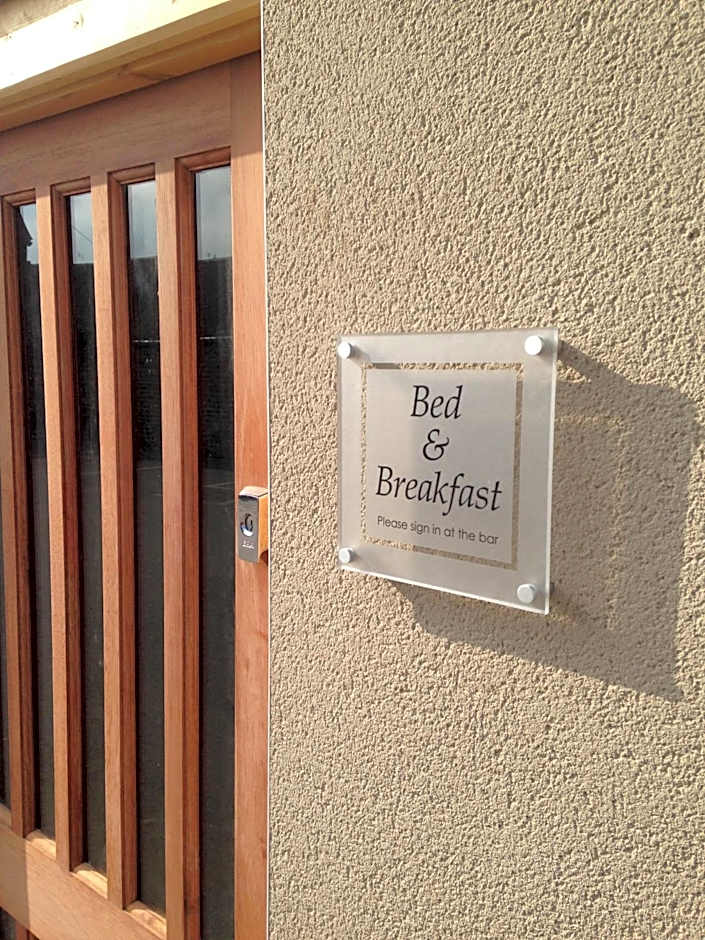 Bed
&
Breakfast
Please sign in at the bar